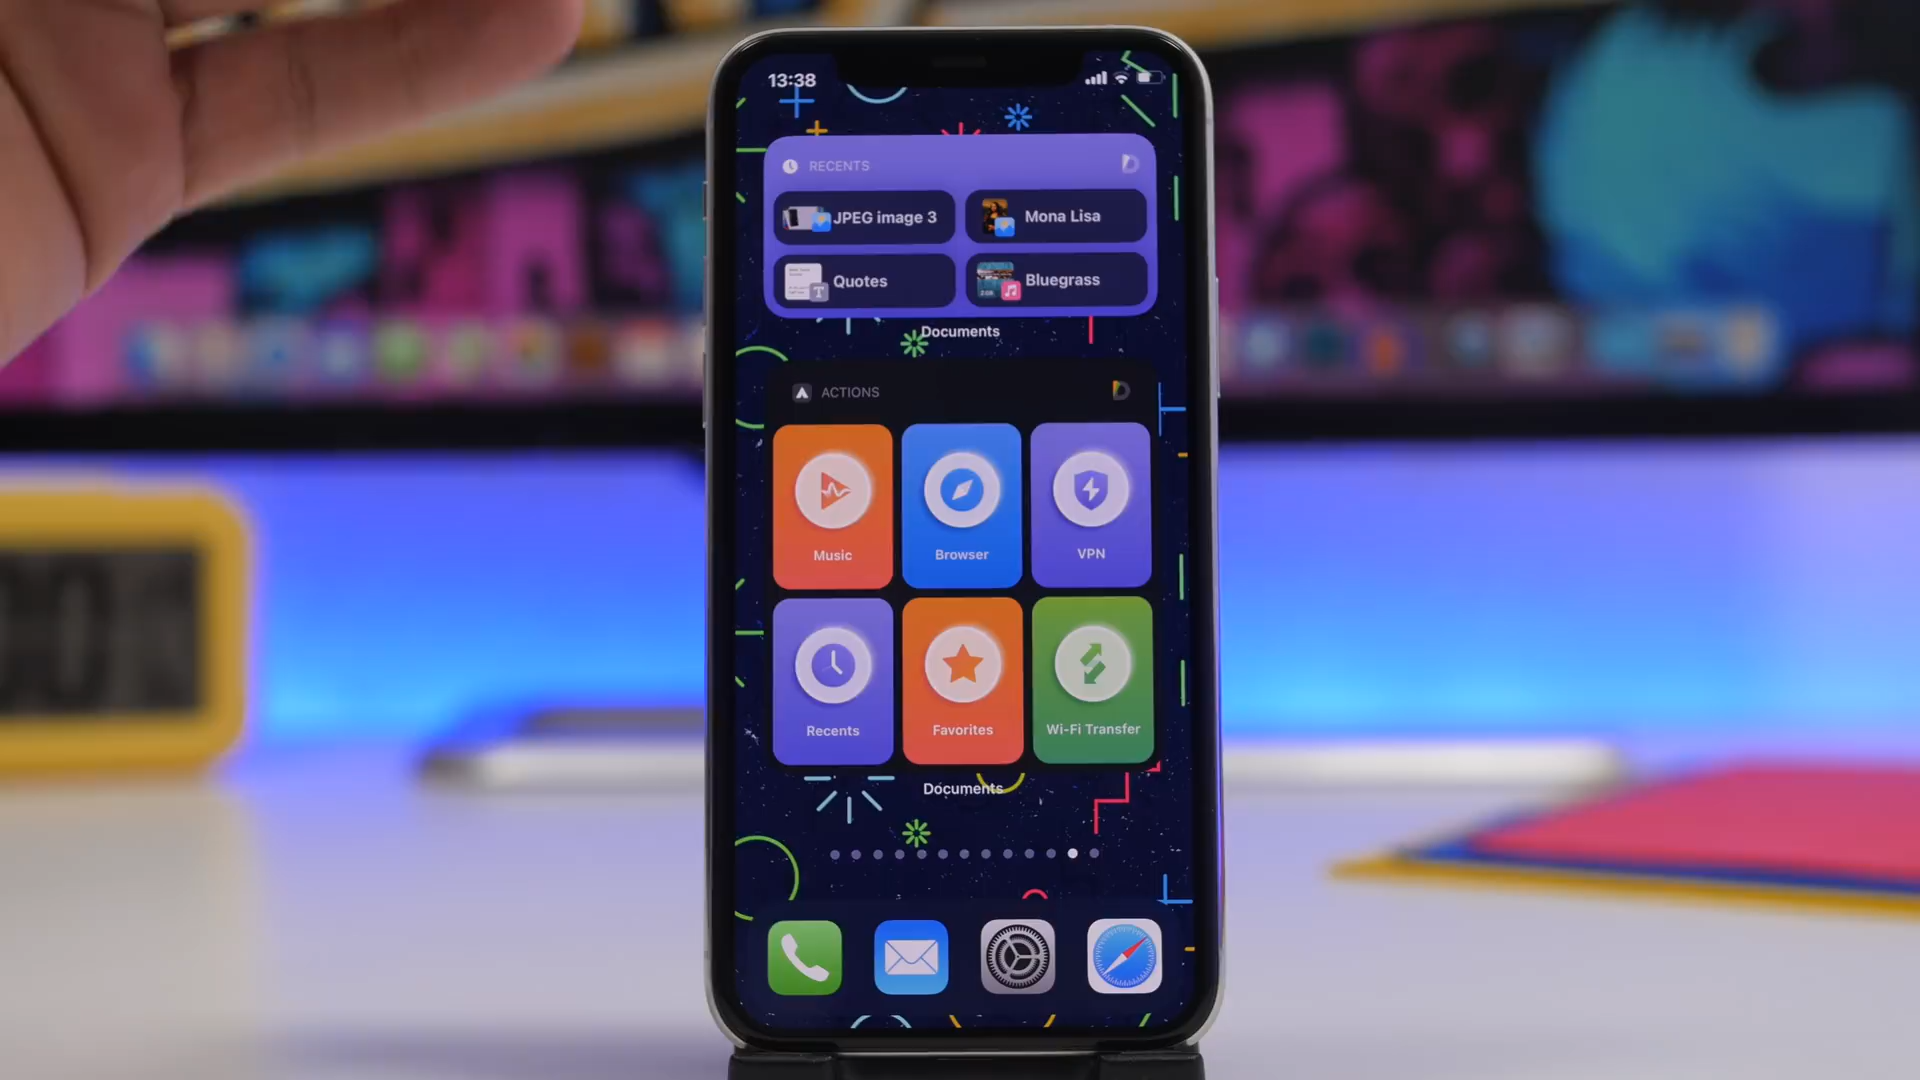 13:38
RECENTS
JPEG image 3
Mona Lisa
Quotes
Bluegrass
Documents
ACTIONS
Music
Browser
VPN
Recents
Favorites
Wi-Fi Transfer
Documents